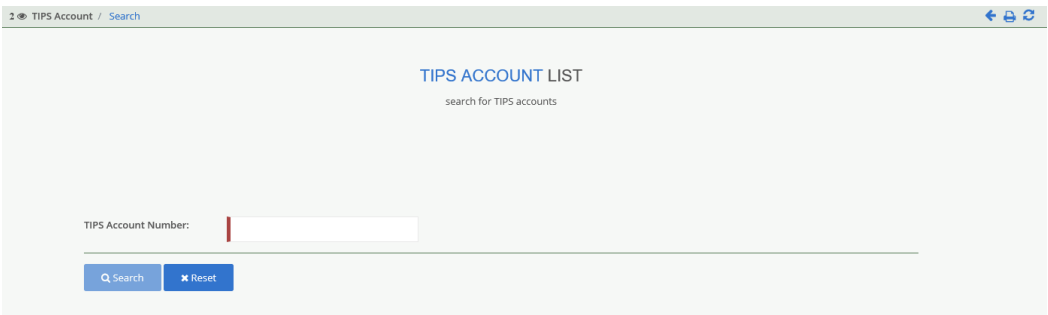 2 TIPS Account / Search
TIPS ACCOUNT LIST
search for TIPS accounts
TIPS Account Number:
Search
Reset